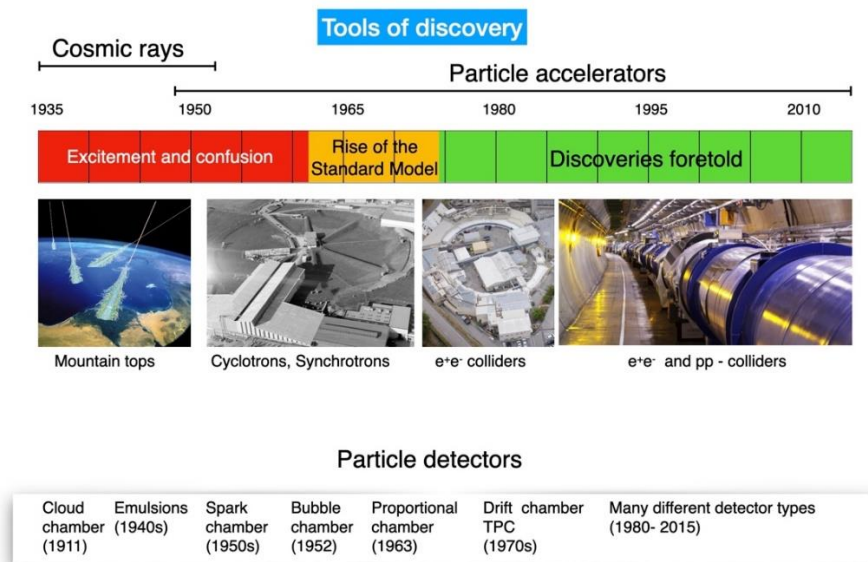 Tools of discovery
Cosmic rays
Particle accelerators
1935 1950 1965 1980 1995 2010
Excitement and confusion
Rise of the
Standard Model
Discoveries foretold
Mountain tops
Cyclotrons, Synchrotrons
e+e- colliders
e+e- and pp - colliders
Particle detectors
Cloud
chamber
(1911)
Emulsions
(1940s)
Spark
chamber
(1950s)
Bubble
chamber
(1952)
Proportional
chamber
(1963)
Drift chamber
TPC
(1970s)
Many different detector types
(1980- 2015)